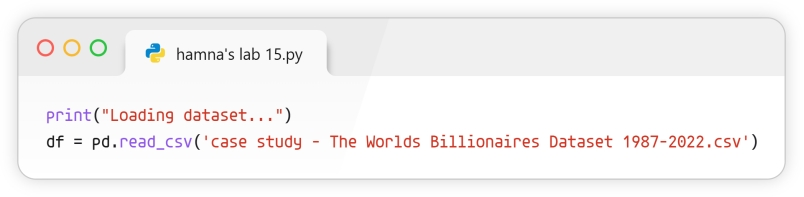 hamna's lab 15.py
print("Loading dataset...")
df = pd.read_csv('case study - The Worlds Billionaires Dataset 1987-2022.csv')